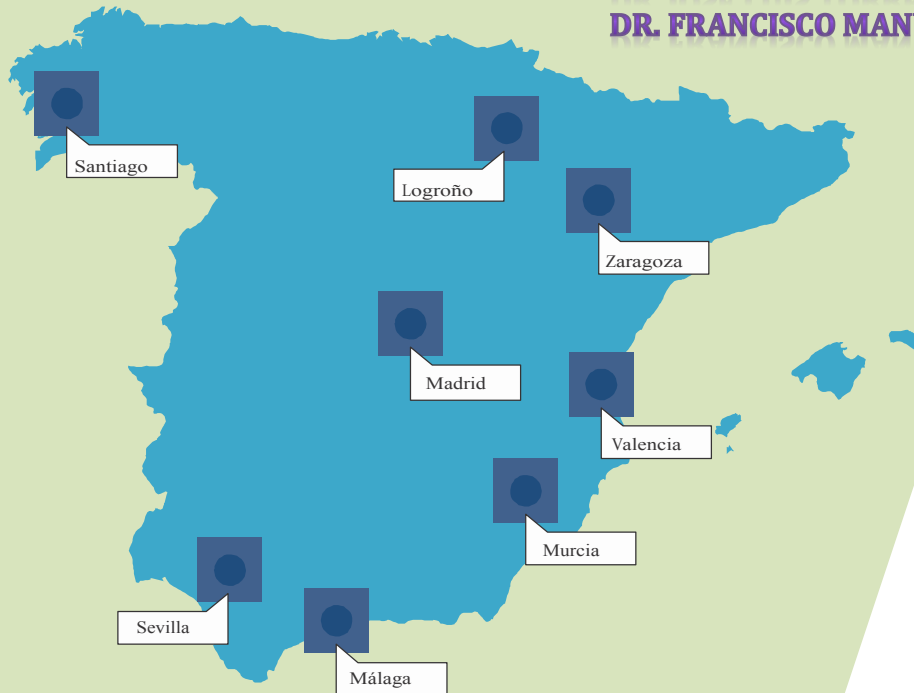 DR. FRANCISCO MAN
Santiago
Logroño
Zaragoza
Madrid
Valencia
Murcia
Sevilla
Málaga